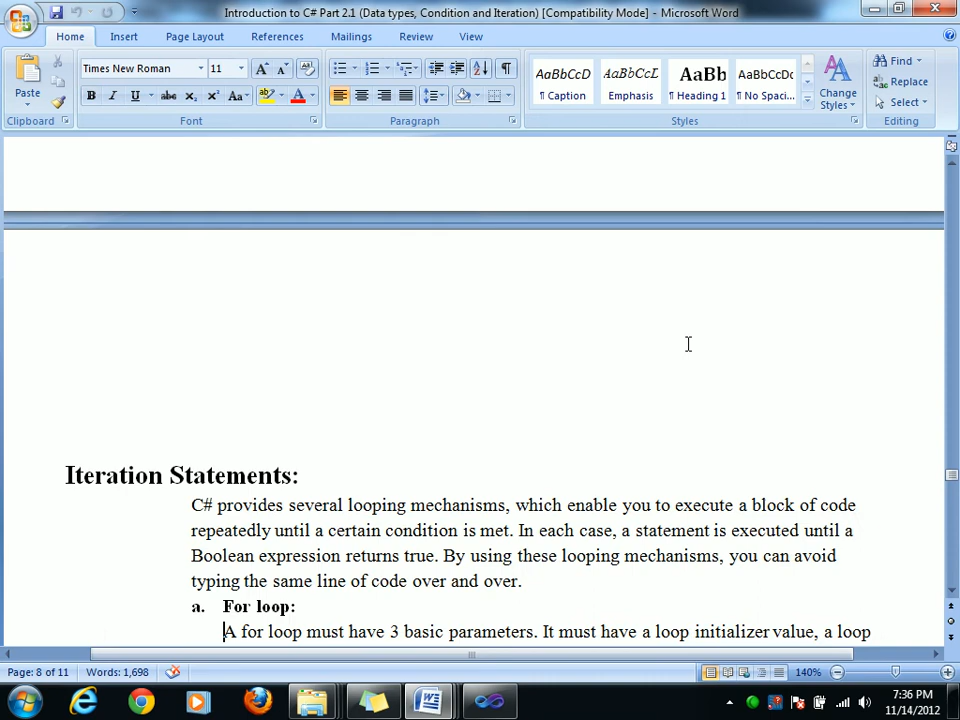 Introduction to C# Part 2.1 (Data types, Condition and Iteration) [Compatibility Mode] - Microsoft Word
Home Insert Page Layout References Mailings Review View
Times New Roman 11
Paste
Clipboard
Font
Paragraph
AaBbCcD AaBbCcL AaBb AaBbCcDc
¶ Caption Emphasis ¶ Heading 1 ¶ No Spaci...
Change Styles
Styles
Find
Replace
Select
Editing
Iteration Statements:
C# provides several looping mechanisms, which enable you to execute a block of code
repeatedly until a certain condition is met. In each case, a statement is executed until a
Boolean expression returns true. By using these looping mechanisms, you can avoid
typing the same line of code over and over.
a. For loop:
A for loop must have 3 basic parameters. It must have a loop initializer value, a loop
Page: 8 of 11 Words: 1,698 140%
7:36 PM
11/14/2012